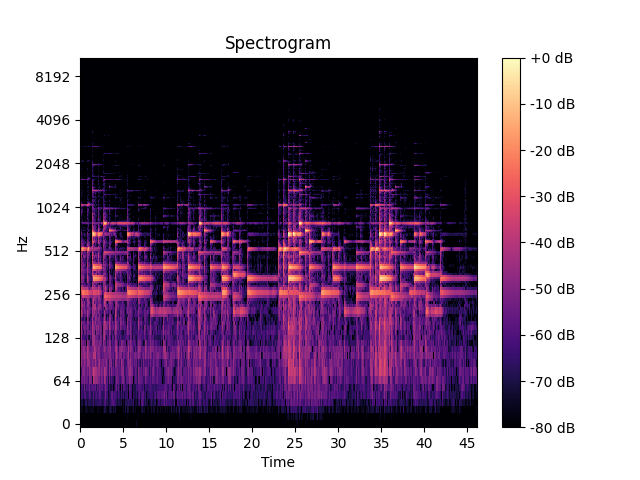 Spectrogram
8192
4096
2048
1024
512
256
128
64
0
Hz
0 5 10 15 20 25 30 35 40 45
Time
+0 dB
-10 dB
-20 dB
-30 dB
-40 dB
-50 dB
-60 dB
-70 dB
-80 dB